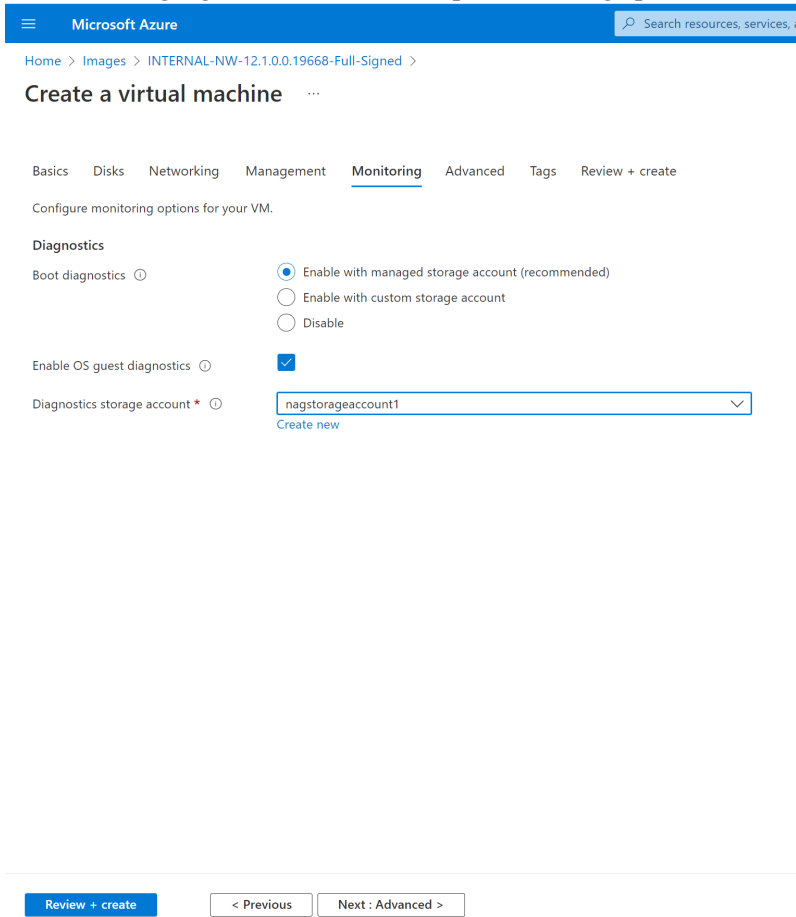 Microsoft Azure
Search resources, services, a
Home > Images > INTERNAL-NW-12.1.0.0.19668-Full-Signed >
Create a virtual machine ...
Basics Disks Networking Management Monitoring Advanced Tags Review + create
Configure monitoring options for your VM.
Diagnostics
Boot diagnostics
Enable with managed storage account (recommended)
Enable with custom storage account
Disable
Enable OS guest diagnostics
Diagnostics storage account *
nagstorageaccount1
Create new
Review + create < Previous Next : Advanced >